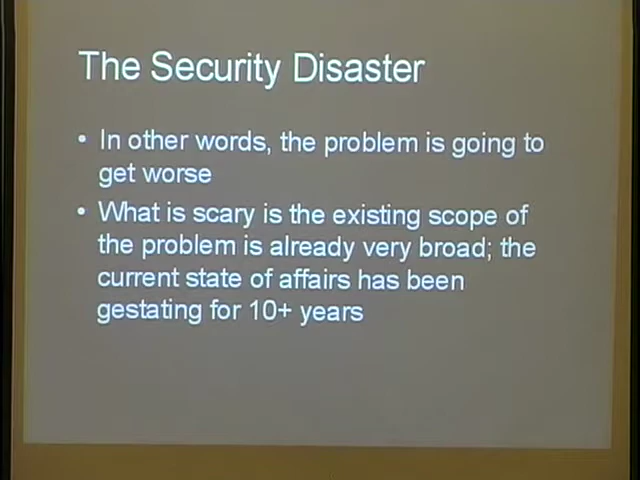 The Security Disaster
• In other words, the problem is going to
get worse
• What is scary is the existing scope of
the problem is already very broad; the
current state of affairs has been
gestating for 10+ years